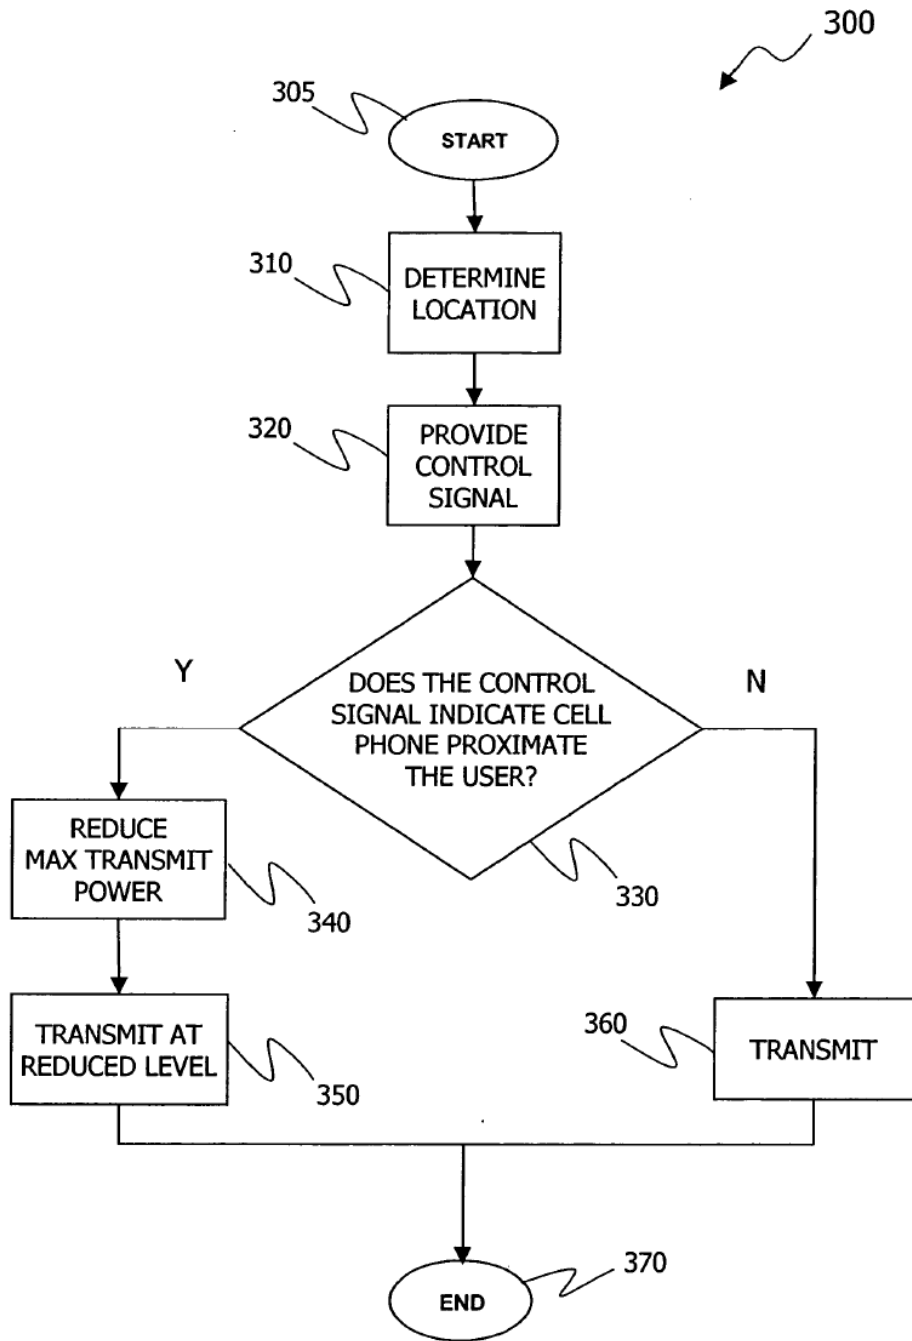 300
305
START
310
DETERMINE
LOCATION
320
PROVIDE
CONTROL
SIGNAL
Y
N
DOES THE CONTROL
SIGNAL INDICATE CELL
PHONE PROXIMATE
THE USER?
330
REDUCE
MAX TRANSMIT
POWER
340
TRANSMIT AT
REDUCED LEVEL
350
360
TRANSMIT
370
END